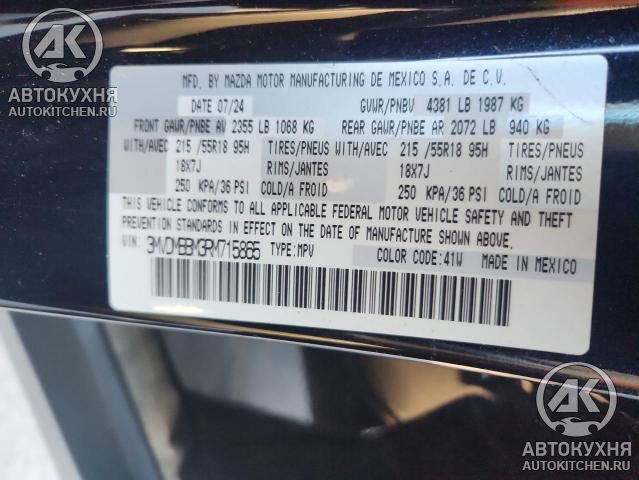 АК
АВТОКУХНЯ
AUTOKITCHEN.RU
MFD. BY MAZDA MOTOR MANUFACTURING DE MEXICO S.A. DE C.V.
DATE 07/24 GVWR/PNBV 4381 LB 1987 KG
FRONT GAWR/PNBE AV 2355 LB 1068 KG REAR GAWR/PNBE AR 2072 LB 940 KG
WITH/AVEC 215 /55R18 95H TIRES/PNEUS WITH/AVEC 215 /55R18 95H TIRES/PNEUS
18X7J RIMS/JANTES 18X7J RIMS/JANTES
250 KPA/36 PSI COLD/A FROID 250 KPA/36 PSI COLD/A FROID
THIS VEHICLE CONFORMS TO ALL APPLICABLE FEDERAL MOTOR VEHICLE SAFETY AND THEFT
PREVENTION STANDARDS IN EFFECT ON THE DATE OF MANUFACTURE SHOWN ABOVE.
VIN: 3MVDMBBM3RM715865 TYPE: MPV COLOR CODE: 41W MADE IN MEXICO
АК
АВТОКУХНЯ
AUTOKITCHEN.RU